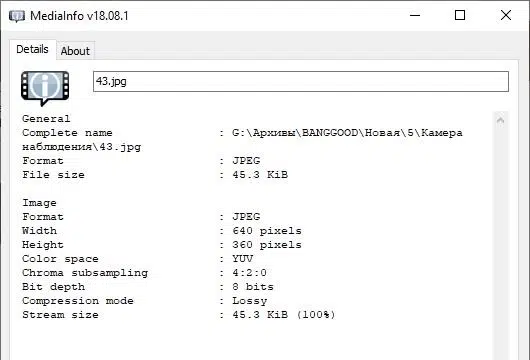 MediaInfo v18.08.1
Details About
43.jpg
General
Complete name : G:\Архивы\BANGGOOD\Новая\5\Камера
наблюдения\43.jpg
Format : JPEG
File size : 45.3 KiB
Image
Format : JPEG
Width : 640 pixels
Height : 360 pixels
Color space : YUV
Chroma subsampling : 4:2:0
Bit depth : 8 bits
Compression mode : Lossy
Stream size : 45.3 KiB (100%)